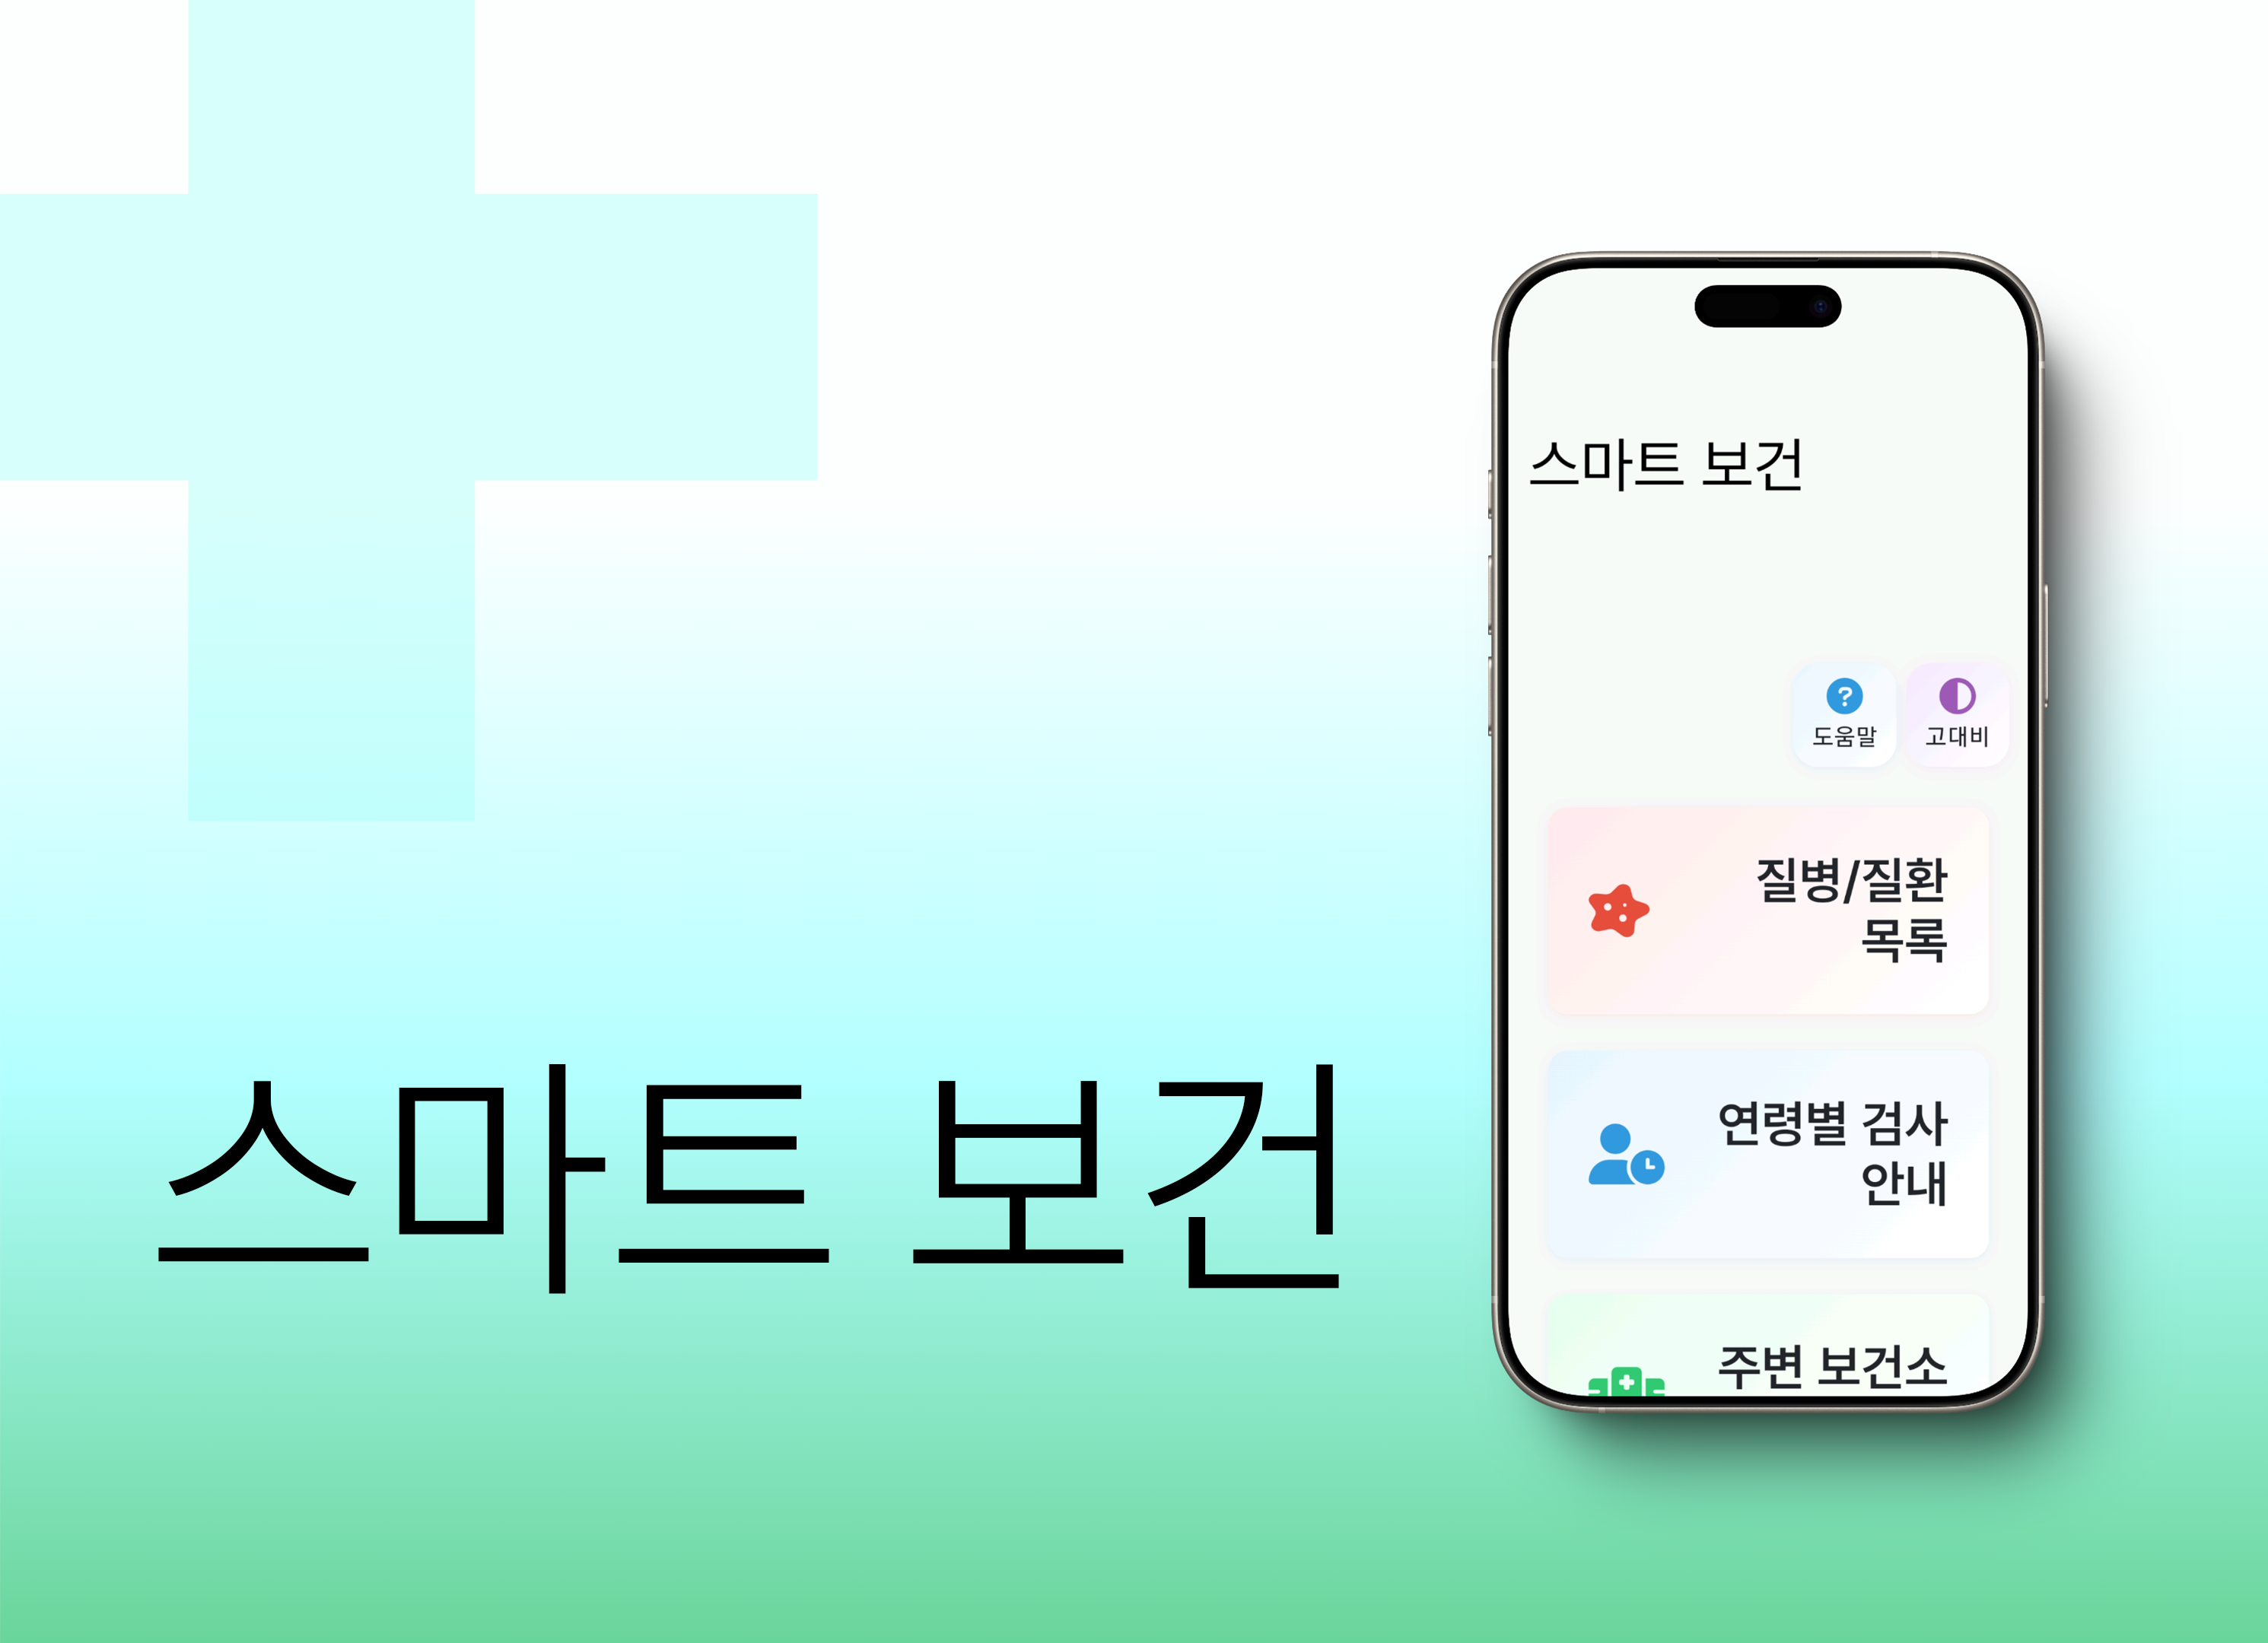 스마트 보건
스마트 보건
도움말
고대비
질병/질환
목록
연령별 검사
안내
주변 보건소